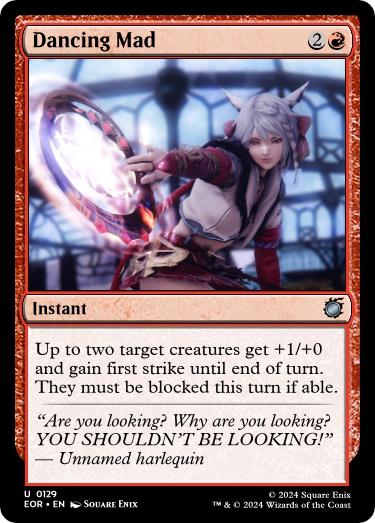 Dancing Mad 2
Instant
Up to two target creatures get +1/+0
and gain first strike until end of turn.
They must be blocked this turn if able.
“Are you looking? Why are you looking?
YOU SHOULDN’T BE LOOKING!”
— Unnamed harlequin
U 0129 © 2024 Square Enix
EOR • EN Square Enix ™ & © 2024 Wizards of the Coast